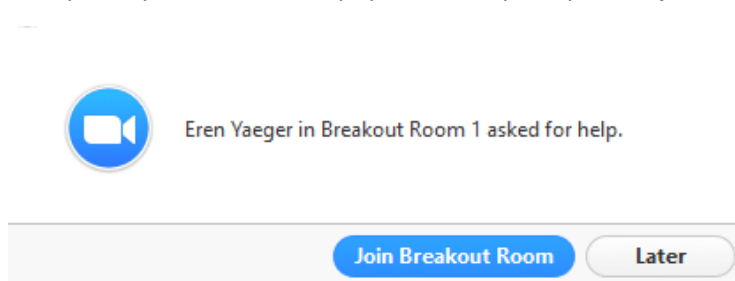 Eren Yaeger in Breakout Room 1 asked for help.
Join Breakout Room Later